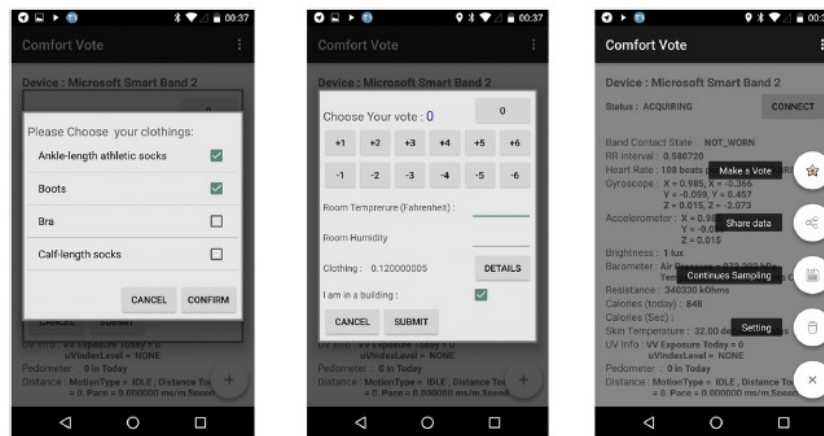 00:37
Comfort Vote
Device : Microsoft Smart Band 2
Please Choose your clothings:
Ankle-length athletic socks
Boots
Bra
Calf-length socks
CANCEL CONFIRM
CANCEL SUBMIT
UV Info : VV Exposure Today = 0
uVIndexLevel = NONE
Pedometer : 0 in Today
Distance : MotionType = IDLE , Distance
= 0. Pace = 0.000000 ms/m.Speed
00:37
Comfort Vote
Device : Microsoft Smart Band 2
Choose Your vote : 0 0
+1 +2 +3 +4 +5 +6
-1 -2 -3 -4 -5 -6
Room Temprerure (Fahrenheit) :
Room Humidity
Clothing : 0.120000005 DETAILS
I am in a building :
CANCEL SUBMIT
UV Info : VV Exposure Today = 0
uVIndexLevel = NONE
Pedometer : 0 in Today
Distance : MotionType = IDLE , Distance
= 0. Pace = 0.000000 ms/m.Speed
Comfort Vote
Device : Microsoft Smart Band 2
Status : ACQUIRING CONNECT
Band Contact State : NOT_WORN
RR Interval : 0.580720
Heart Rate : 108 beats
Make a Vote
Gyroscope : X = 0.985, X = -0.366
Y = -0.059, Y = 0.457
Z = 0.015, Z = -2.073
Accelerometer :
Share data
Z = 0.015
Brightness : 1 lux
Barometer :
Continues Sampling
Resistance : 340330 kOhms
Calories (today) : 848
Calories (Sec) :
Skin Temperature : 32.00
Setting
UV Info : VV Exposure Today = 0
uVIndexLevel = NONE
Pedometer : 0 in Today
Distance : MotionType = IDLE , Distance
= 0. Pace = 0.000000 ms/m.Speed